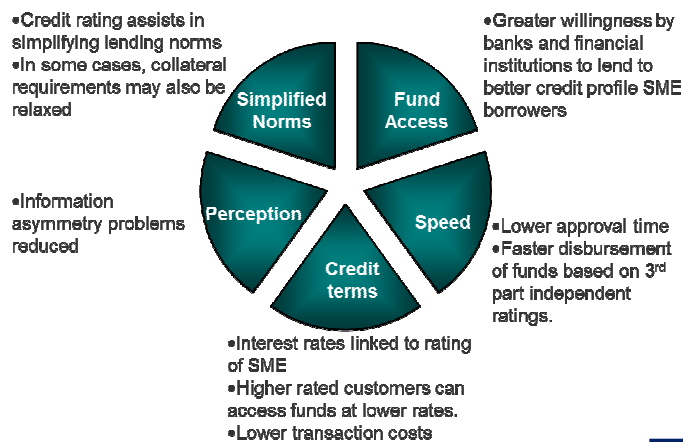 •Credit rating assists in
simplifying lending norms
•In some cases, collateral
requirements may also be
relaxed
•Greater willingness by
banks and financial
institutions to lend to
better credit profile SME
borrowers
Simplified
Norms
Fund
Access
•Information
asymmetry problems
reduced
Perception
Speed
•Lower approval time
•Faster disbursement
of funds based on 3rd
part independent
ratings.
Credit
terms
•Interest rates linked to rating
of SME
•Higher rated customers can
access funds at lower rates.
•Lower transaction costs